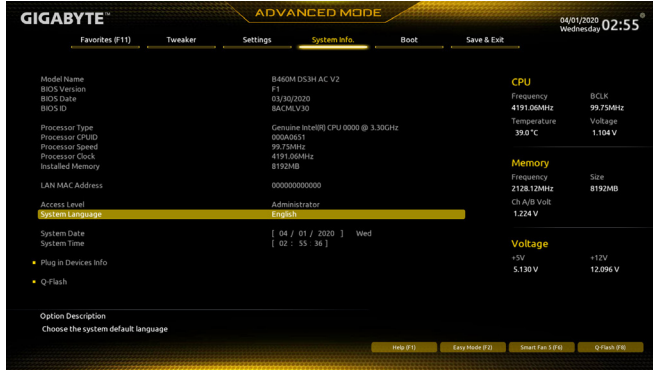 GIGABYTE™
ADVANCED MODE
04/01/2020
Wednesday 02:55
Favorites (F11) Tweaker Settings System Info. Boot Save & Exit
Model Name B460M DS3H AC V2
BIOS Version F1
BIOS Date 03/30/2020
BIOS ID 8ACMLV30
Processor Type Genuine Intel(R) CPU 0000 @ 3.30GHz
Processor CPUID 000A0651
Processor Speed 99.75MHz
Processor Clock 4191.06MHz
Installed Memory 8192MB
LAN MAC Address 000000000000
Access Level Administrator
System Language English
System Date [ 04 / 01 / 2020 ] Wed
System Time [ 02 : 55 : 36 ]
Plug in Devices Info
Q-Flash
Option Description
Choose the system default language
CPU
Frequency BCLK
4191.06MHz 99.75MHz
Temperature Voltage
39.0 °C 1.104 V
Memory
Frequency Size
2128.12MHz 8192MB
Ch A/B Volt
1.224 V
Voltage
+5V +12V
5.130 V 12.096 V
Help (F1) Easy Mode (F2) Smart Fan 5 (F6) Q-Flash (F8)